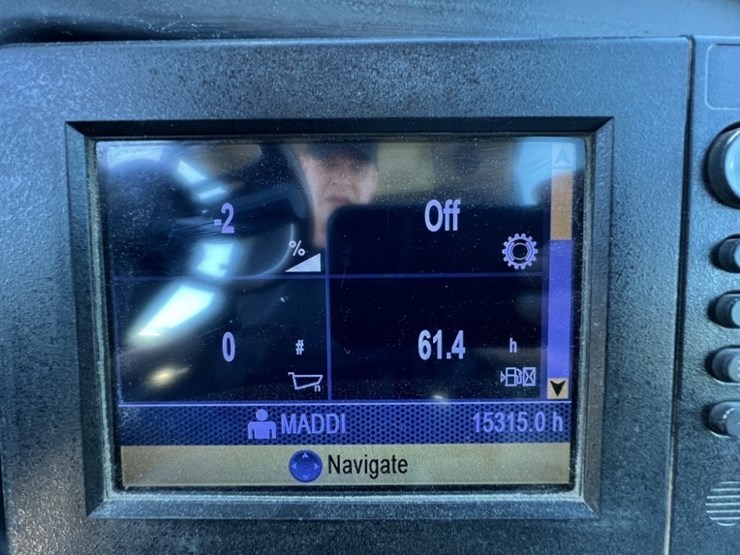 -2
%
Off
0
#
n
61.4
h
MADDI
15315.0 h
Navigate